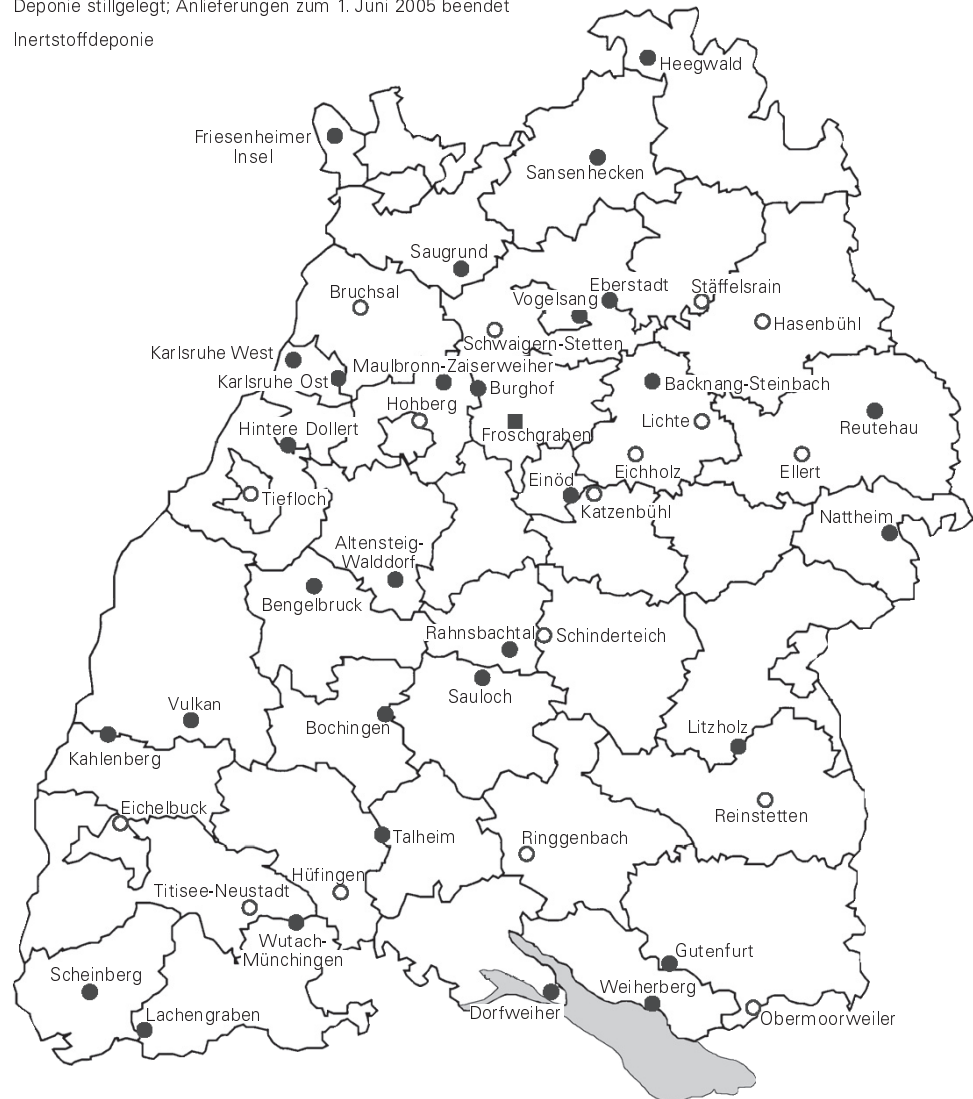 Deponie stillgelegt; Anlieferungen zum 1. Juni 2005 beendet
Inertstoffdeponie
Heegwald
Friesenheimer
Insel
Sansenhecken
Saugrund
Bruchsal
Eberstadt
Stäffelsrain
Vogelsang
Hasenbühl
Schwaigern-Stetten
Karlsruhe West
Maulbronn-Zaiserweiher
Karlsruhe Ost
Burghof
Backnang-Steinbach
Hohberg
Lichte
Hintere Dollert
Froschgraben
Reutehau
Eichholz
Ellert
Einöd
Tiefloch
Katzenbühl
Nattheim
Altensteig-
Walddorf
Bengelbruck
Rahnsbachtal
Schinderteich
Sauloch
Vulkan
Bochingen
Litzholz
Kahlenberg
Eichelbuck
Reinstetten
Talheim
Ringgenbach
Hüfingen
Titisee-Neustadt
Wutach-
Münchingen
Gutenfurt
Scheinberg
Weiherberg
Lachengraben
Dorfweiher
Obermoorweiler